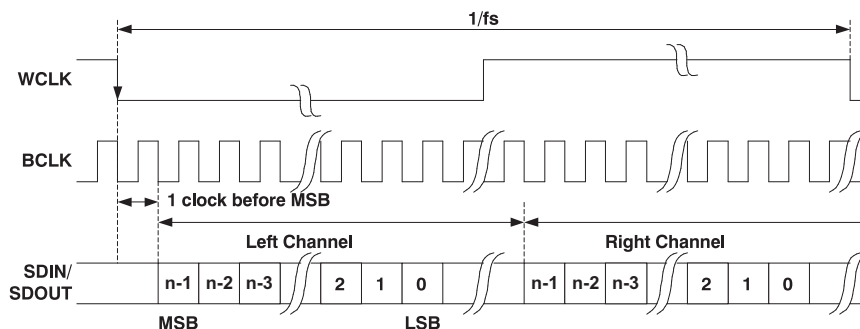 1/fs
WCLK
BCLK
1 clock before MSB
Left Channel
Right Channel
SDIN/
SDOUT
n-1 n-2 n-3 2 1 0 n-1 n-2 n-3 2 1 0
MSB LSB